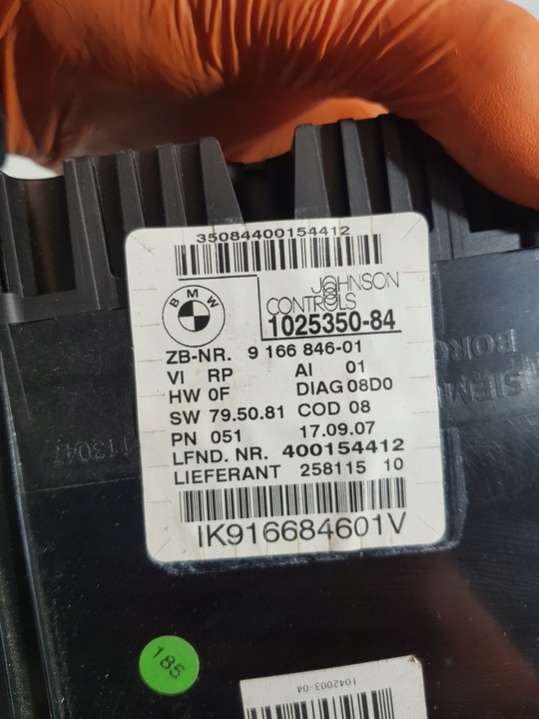 35084400154412
BMW
JOHNSON
CONTROLS
1025350-84
ZB-NR. 9 166 846-01
VI RP AI 01
HW 0F DIAG 08D0
SW 79.50.81 COD 08
PN 051 17.09.07
LFND. NR. 400154412
LIEFERANT 258115 10
IK916684601V
113047
185
1042003-04